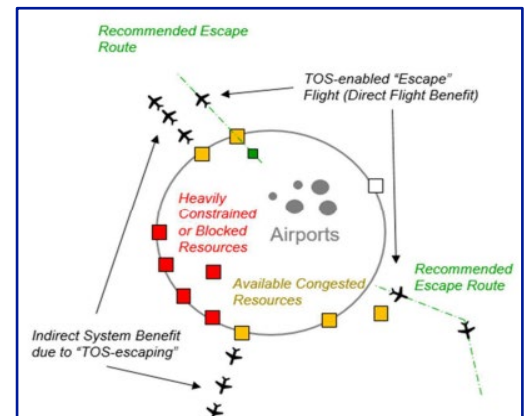 Recommended Escape
Route
TOS-enabled “Escape”
Flight (Direct Flight Benefit)
Heavily
Constrained
or Blocked
Resources
Airports
Available Congested
Resources
Recommended
Escape Route
Indirect System Benefit
due to “TOS-escaping”